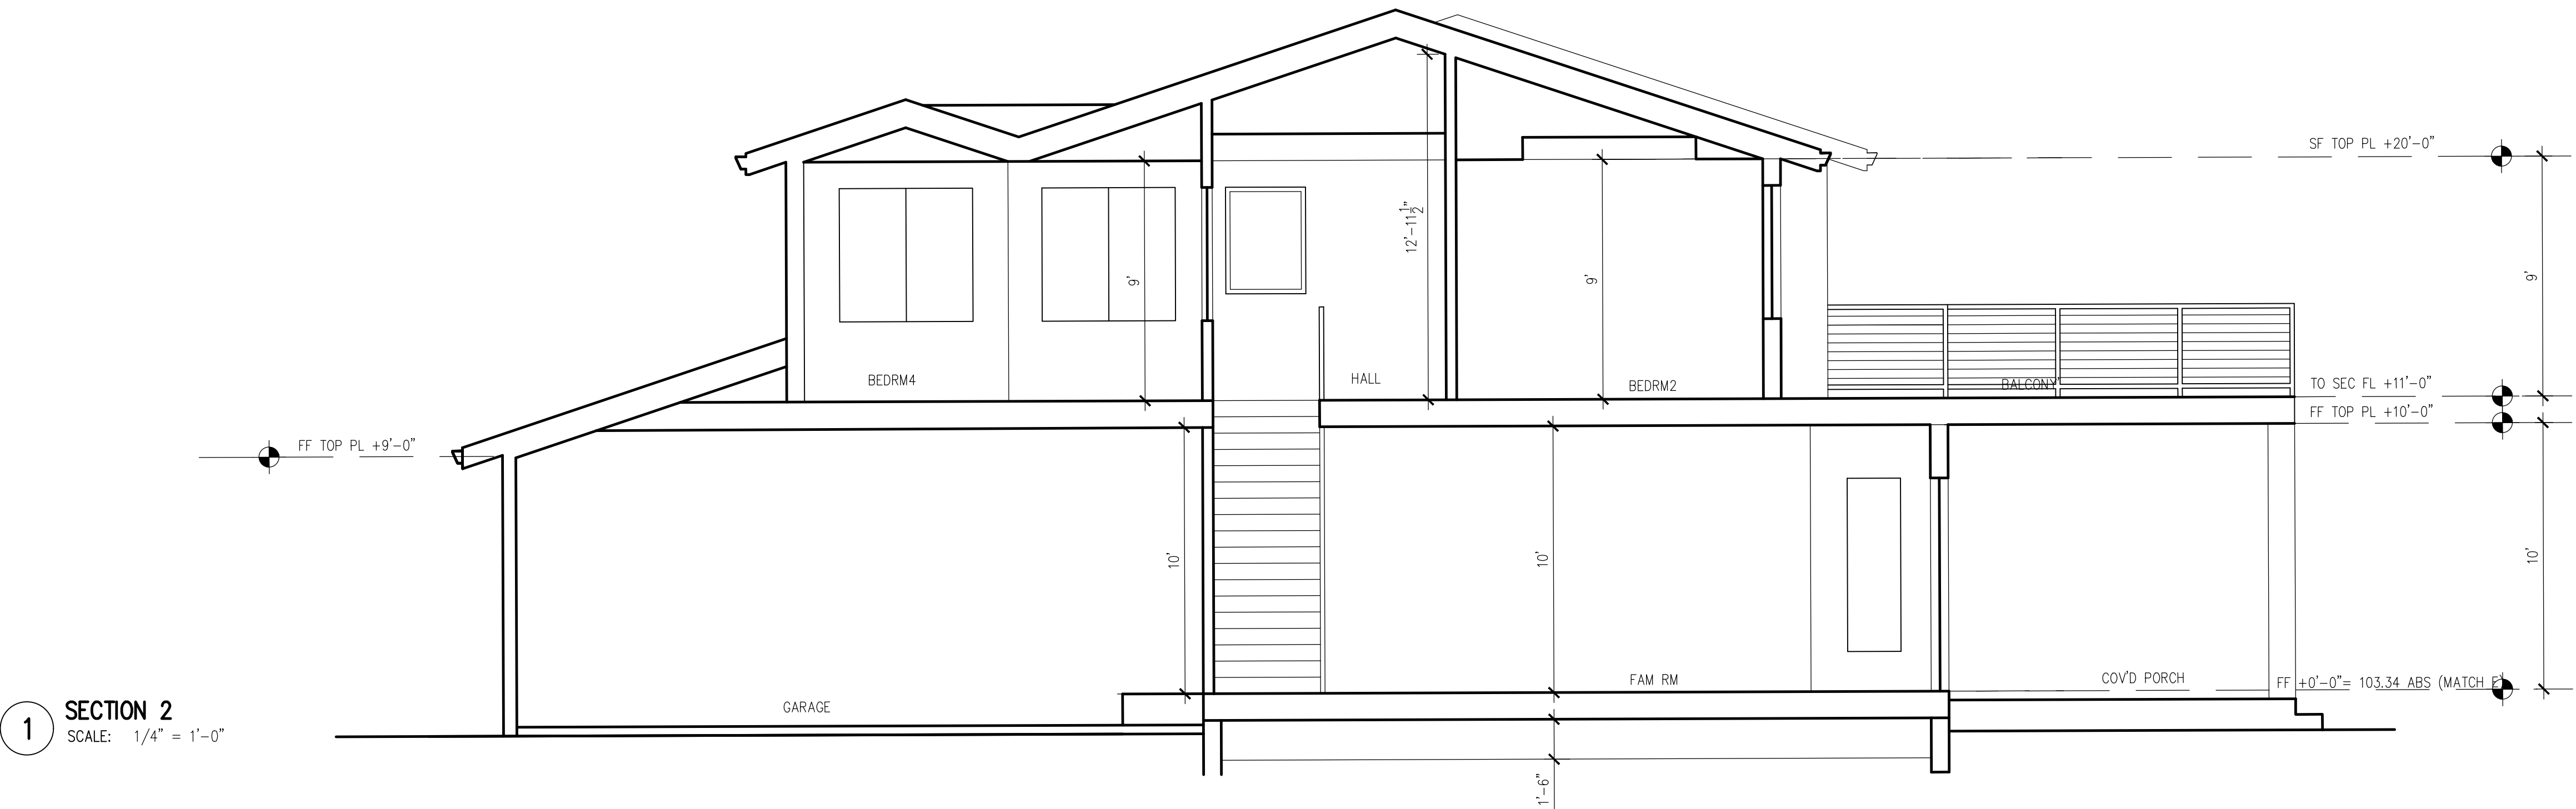 SF TOP PL +20'-0"
12'-11 1/2"
9'
9'
9'
BEDRM4
HALL
BEDRM2
BALCONY
TO SEC FL +11'-0"
FF TOP PL +10'-0"
FF TOP PL +9'-0"
10'
10'
10'
GARAGE
FAM RM
COV'D PORCH
FF +0'-0"= 103.34 ABS (MATCH E)
1'-6"
1
SECTION 2
SCALE: 1/4" = 1'-0"